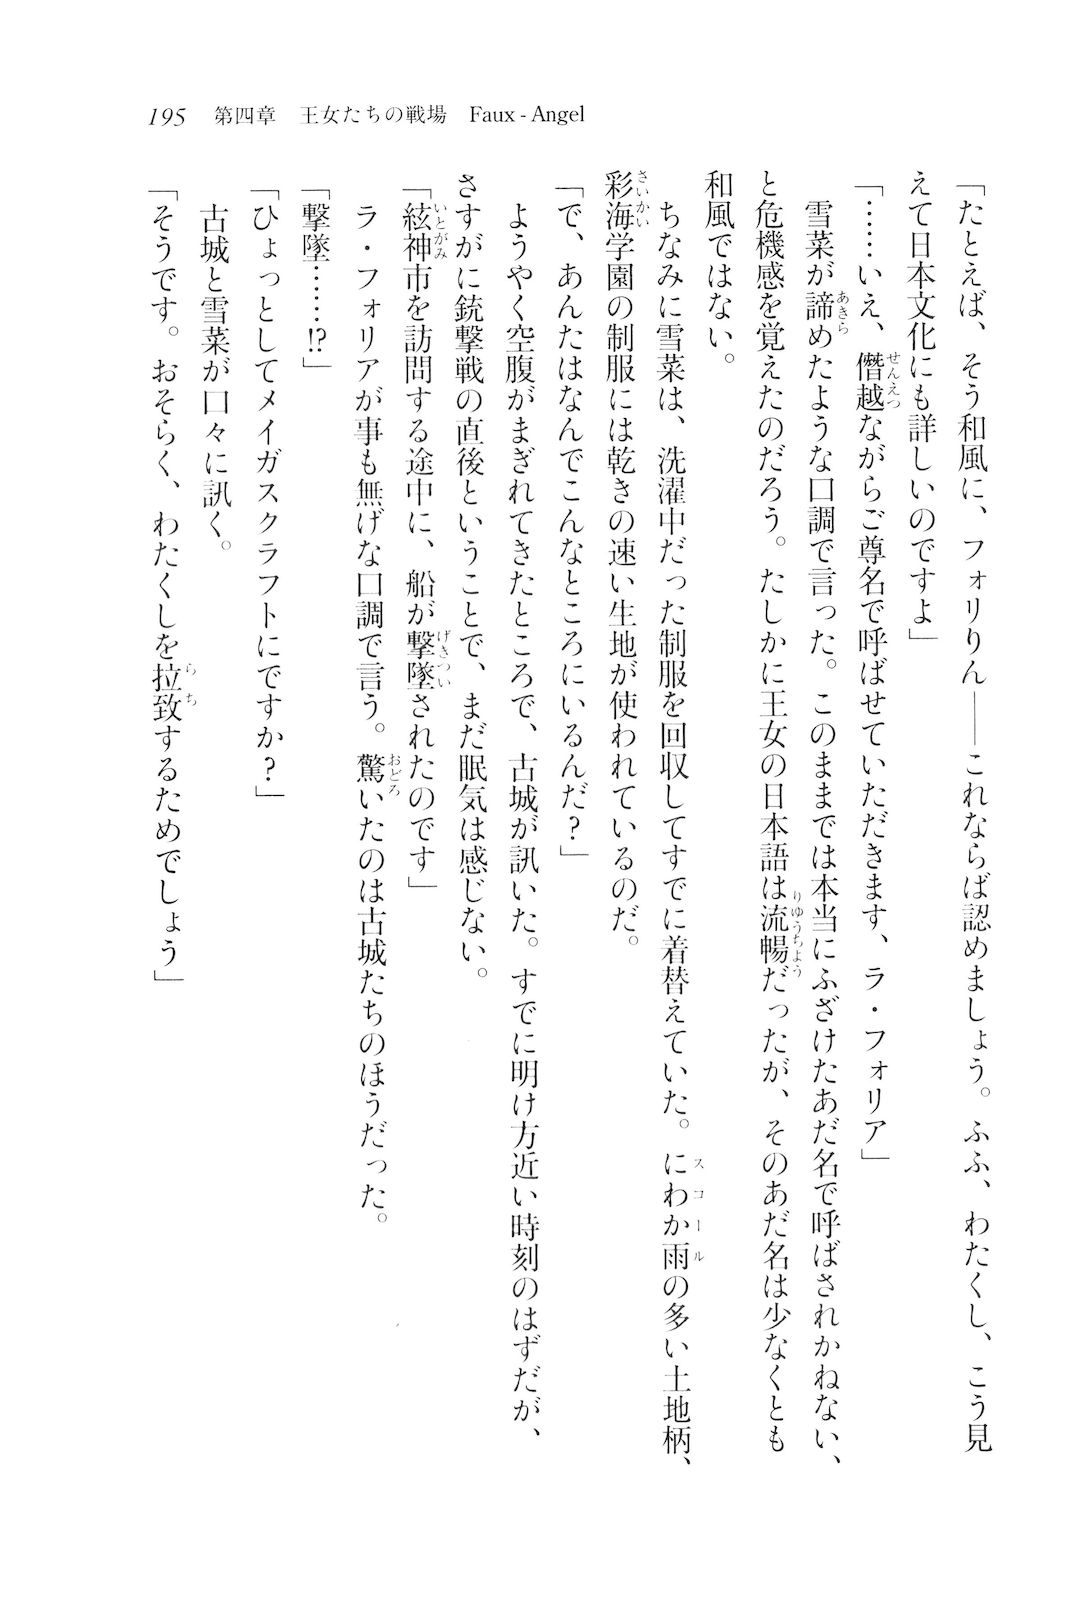 195　第四章　王女たちの戦場　Faux - Angel
「たとえば、そう和風に、フォリりん――これならば認めましょう。ふふ、わたくし、こう見
えて日本文化にも詳しいのですよ」
「……いえ、僭越ながらご尊名で呼ばせていただきます、ラ・フォリア」
　雪菜が諦めたような口調で言った。このままでは本当にふざけたあだ名で呼ばされかねない、
と危機感を覚えたのだろう。たしかに王女の日本語は流暢だったが、そのあだ名は少なくとも
和風ではない。
　ちなみに雪菜は、洗濯中だった制服を回収してすでに着替えていた。にわか雨の多い土地柄、
彩海学園の制服には乾きの速い生地が使われているのだ。
「で、あんたはなんでこんなところにいるんだ？」
　ようやく空腹がまぎれてきたところで、古城が訊いた。すでに明け方近い時刻のはずだが、
さすがに銃撃戦の直後ということで、まだ眠気は感じない。
「絃神市を訪問する途中に、船が撃墜されたのです」
　ラ・フォリアが事も無げな口調で言う。驚いたのは古城たちのほうだった。
「撃墜……!?」
「ひょっとしてメイガスクラフトにですか？」
　古城と雪菜が口々に訊く。
「そうです。おそらく、わたくしを拉致するためでしょう」